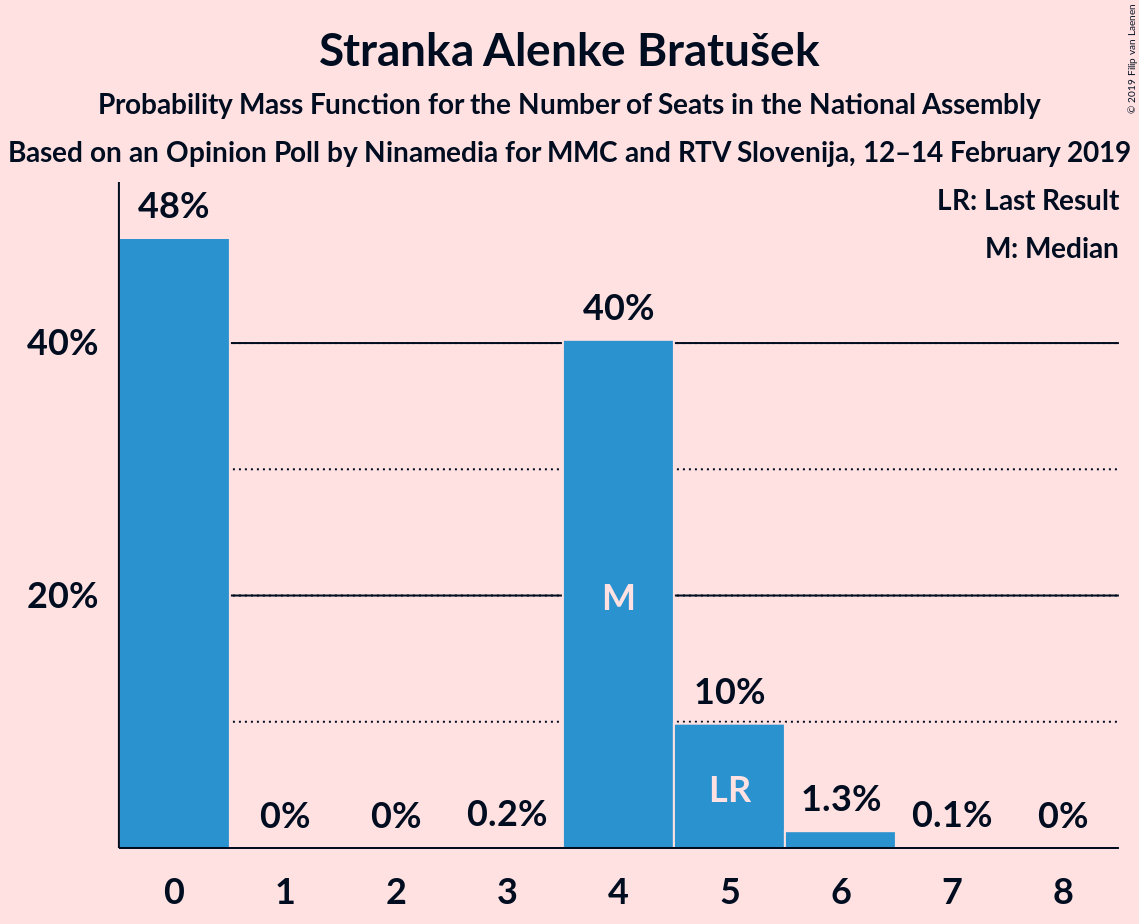 Stranka Alenke Bratušek
Probability Mass Function for the Number of Seats in the National Assembly
Based on an Opinion Poll by Ninamedia for MMC and RTV Slovenija, 12–14 February 2019
© 2019 Filip van Laenen
LR: Last Result
M: Median
48%
40%
40%
20%
M
10%
LR
0%
0%
0.2%
1.3%
0.1%
0%
0 1 2 3 4 5 6 7 8